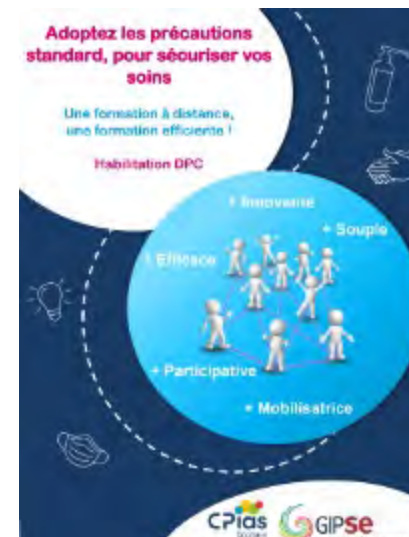 Adoptez les précautions
standard, pour sécuriser vos
soins
Une formation à distance,
une formation efficiente !
Habilitation DPC
+ Innovante
+ Souple
+ Efficace
+ Participative
+ Mobilisatrice
CPias
GIPSE